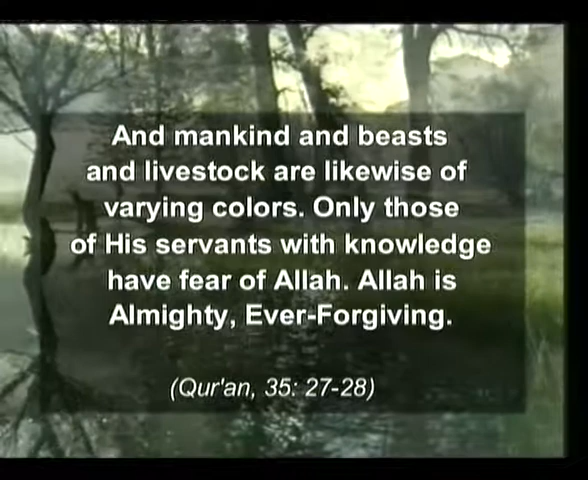 And mankind and beasts
and livestock are likewise of
varying colors. Only those
of His servants with knowledge
have fear of Allah. Allah is
Almighty, Ever-Forgiving.
(Qur'an, 35: 27-28)